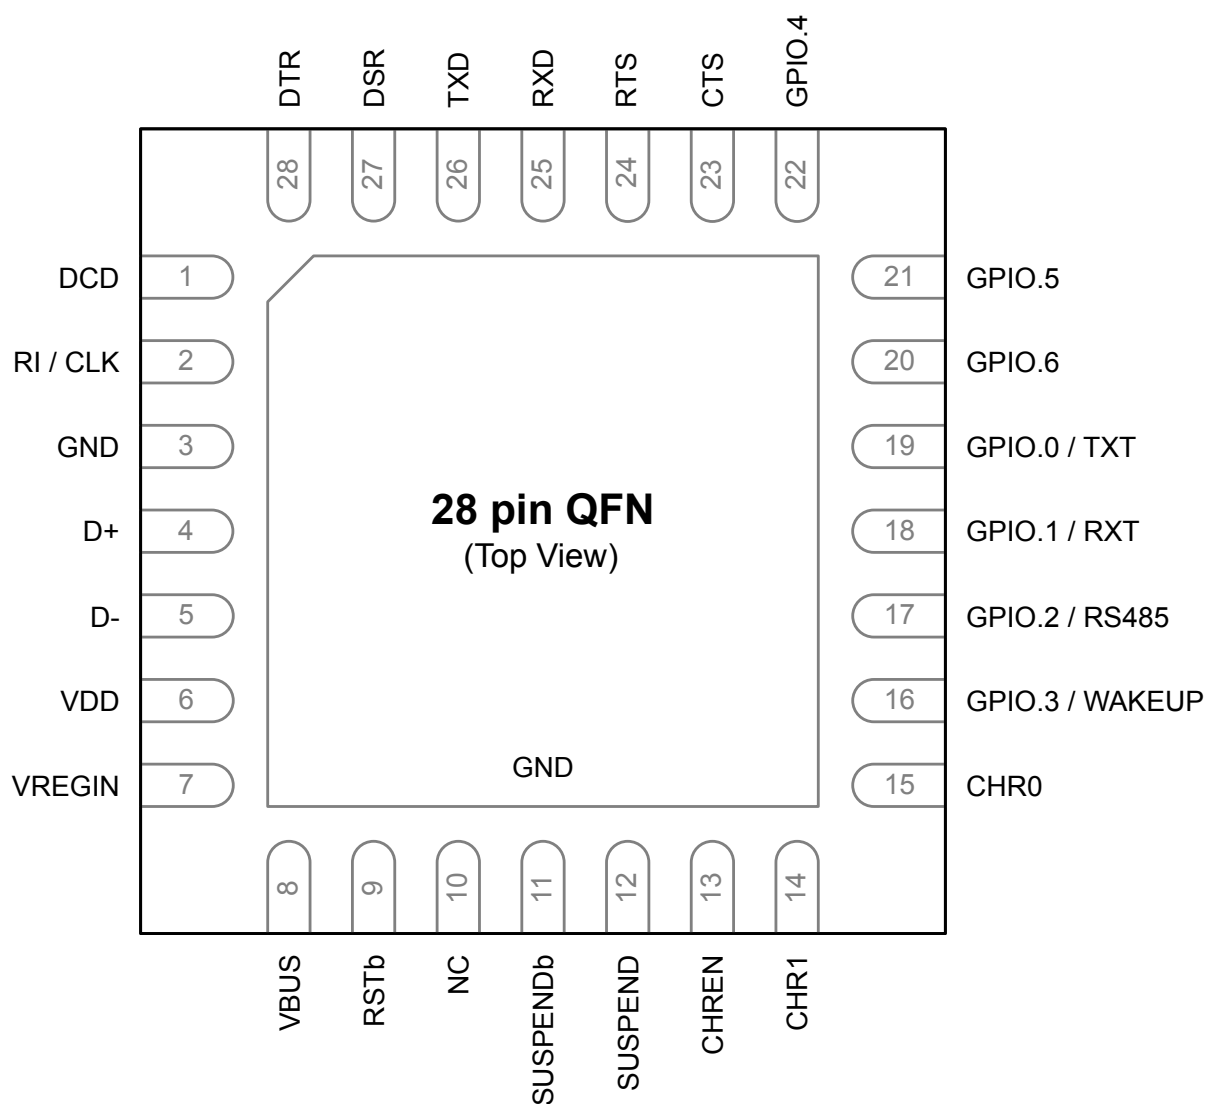 DTR
DSR
TXD
RXD
RTS
CTS
GPIO.4
28
27
26
25
24
23
22
DCD 1
21 GPIO.5
RI / CLK 2
20 GPIO.6
GND 3
19 GPIO.0 / TXT
D+ 4
18 GPIO.1 / RXT
D- 5
17 GPIO.2 / RS485
VDD 6
16 GPIO.3 / WAKEUP
VREGIN 7
15 CHR0
28 pin QFN
(Top View)
GND
8
9
10
11
12
13
14
VBUS
RSTb
NC
SUSPENDb
SUSPEND
CHREN
CHR1